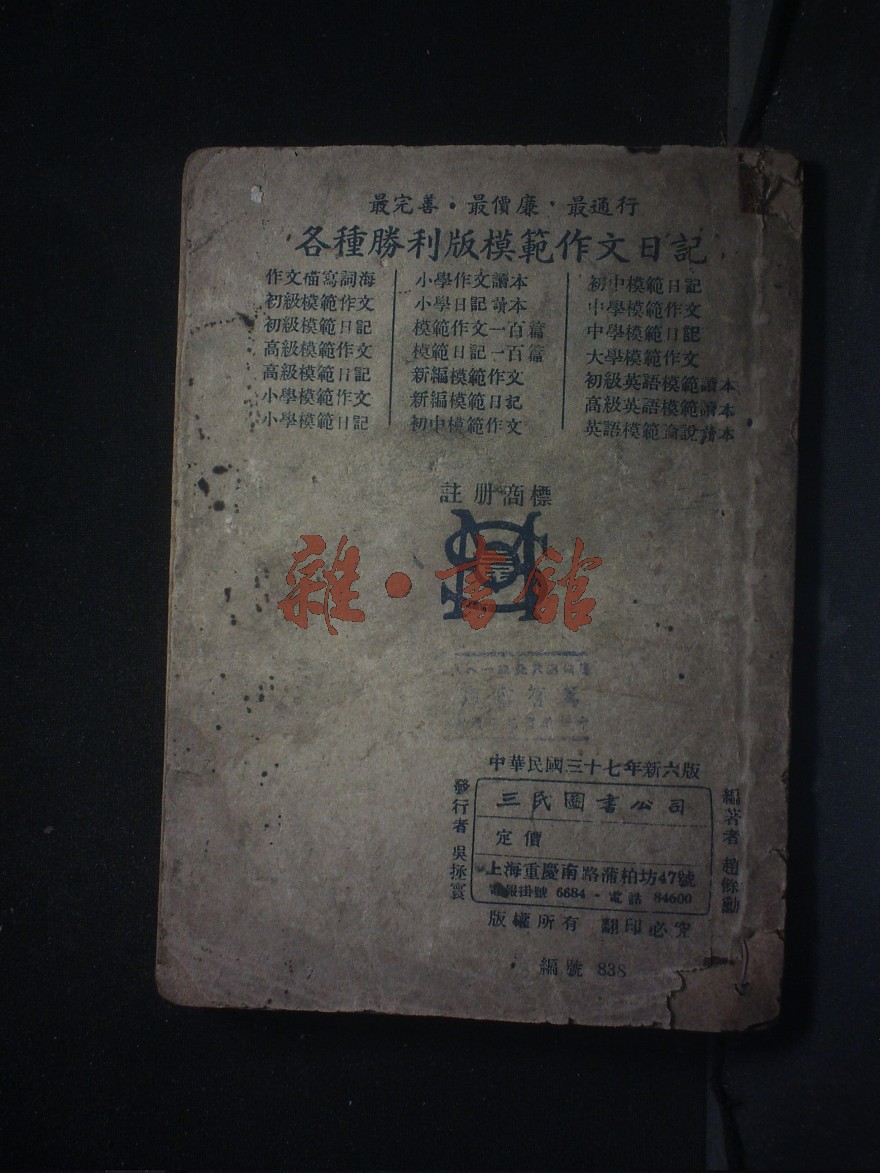 最完善・最價廉・最通行
各種勝利版模範作文日記
作文描寫詞海
初級模範作文
初級模範日記
高級模範作文
高級模範日記
小學模範作文
小學模範日記
小學作文讀本
小學日記讀本
模範作文一百篇
模範日記一百篇
新編模範作文
新編模範日記
初中模範作文
初中模範日記
中學模範作文
中學模範日記
大學模範作文
初級英語模範讀本
高級英語模範讀本
英語模範論說讀本
註册商標
雜・書館
中華民國三十七年新六版
編著者 趙
三民圖書公司
定價
上海重慶南路蒲柏坊47號
電報掛號 6684 - 電話 84600
發行者 吳拯寰
版權所有 翻印必究
編號 838